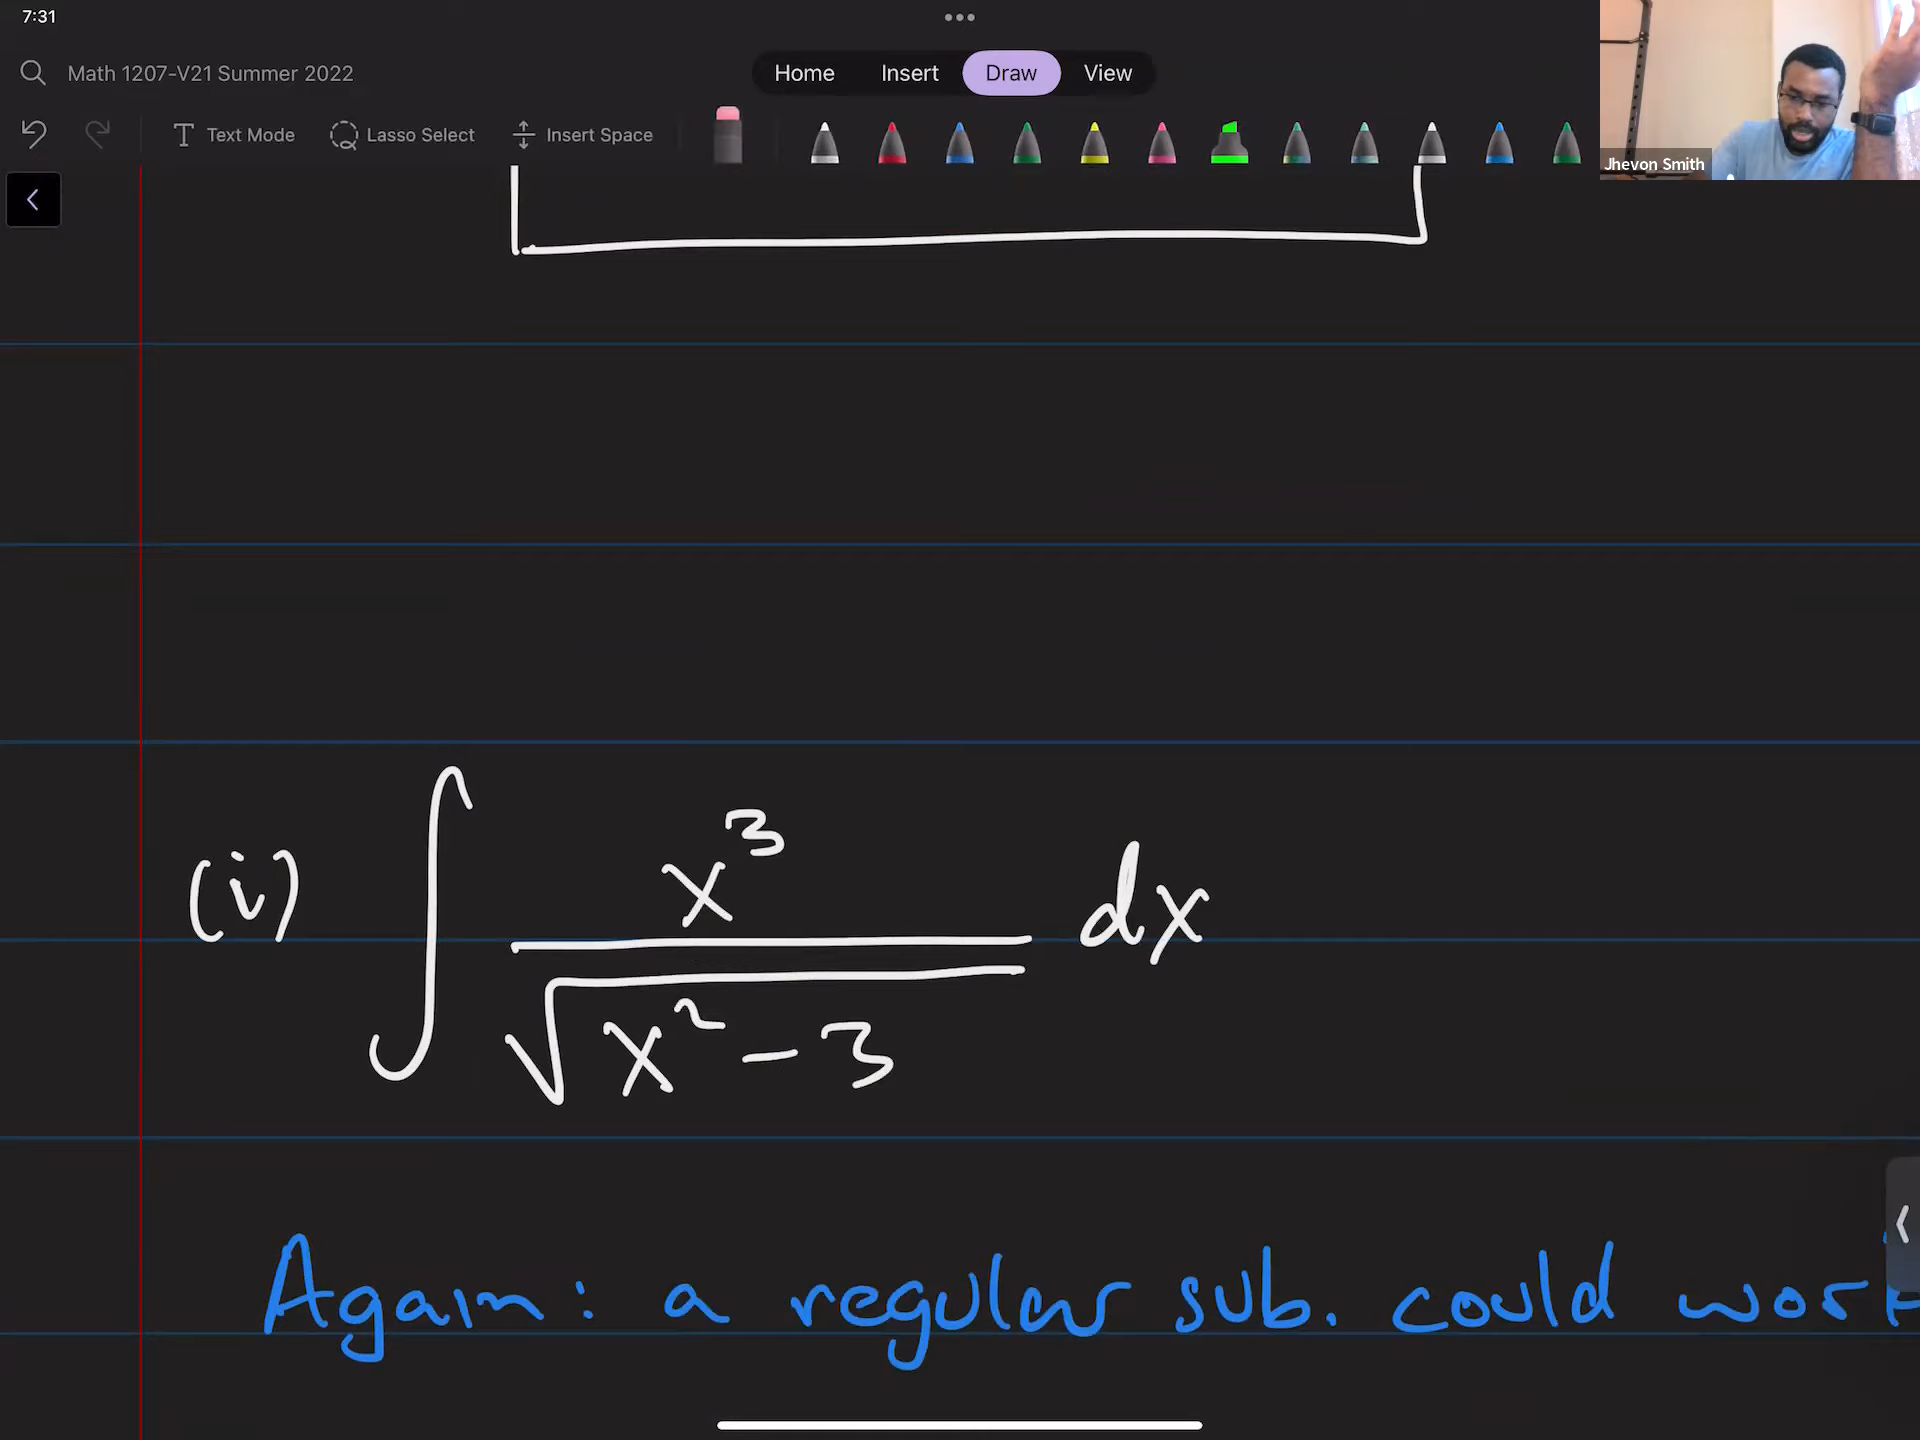 7:31
Math 1207-V21 Summer 2022
Home Insert Draw View
Text Mode Lasso Select Insert Space
Jhevon Smith
(i) ∫ x³/√(x² - 3) dx
Again: a regular sub. could work